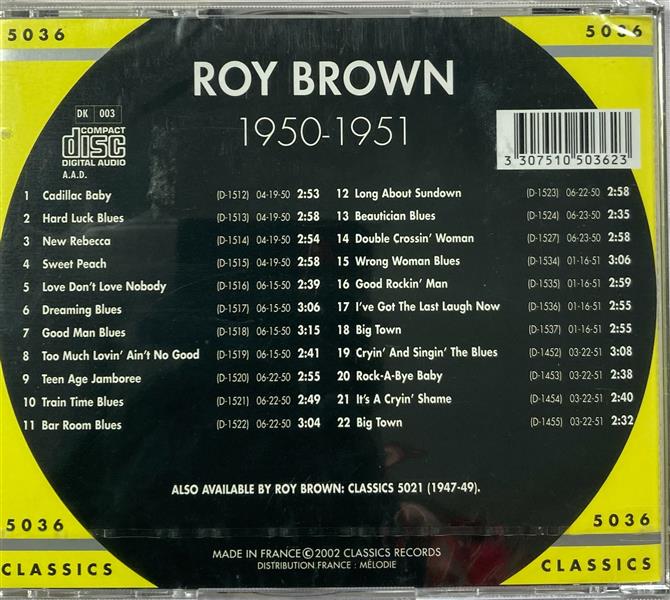 5036
5036
ROY BROWN
1950-1951
DK 003
COMPACT
disc
DIGITAL AUDIO
A.A.D.
3 307510 503623
1 Cadillac Baby (D-1512) 04-19-50 2:53
2 Hard Luck Blues (D-1513) 04-19-50 2:58
3 New Rebecca (D-1514) 04-19-50 2:54
4 Sweet Peach (D-1515) 04-19-50 2:58
5 Love Don't Love Nobody (D-1516) 06-15-50 2:39
6 Dreaming Blues (D-1517) 06-15-50 3:06
7 Good Man Blues (D-1518) 06-15-50 3:15
8 Too Much Lovin' Ain't No Good (D-1519) 06-15-50 2:41
9 Teen Age Jamboree (D-1520) 06-22-50 2:55
10 Train Time Blues (D-1521) 06-22-50 2:49
11 Bar Room Blues (D-1522) 06-22-50 3:04
12 Long About Sundown (D-1523) 06-22-50 2:58
13 Beautician Blues (D-1524) 06-23-50 2:35
14 Double Crossin' Woman (D-1527) 06-23-50 2:58
15 Wrong Woman Blues (D-1534) 01-16-51 3:06
16 Good Rockin' Man (D-1535) 01-16-51 2:59
17 I've Got The Last Laugh Now (D-1536) 01-16-51 2:55
18 Big Town (D-1537) 01-16-51 2:55
19 Cryin' And Singin' The Blues (D-1452) 03-22-51 3:08
20 Rock-A-Bye Baby (D-1453) 03-22-51 2:38
21 It's A Cryin' Shame (D-1454) 03-22-51 2:40
22 Big Town (D-1455) 03-22-51 2:32
ALSO AVAILABLE BY ROY BROWN: CLASSICS 5021 (1947-49).
5036
5036
MADE IN FRANCE©2002 CLASSICS RECORDS
DISTRIBUTION FRANCE : MÉLODIE
CLASSICS
CLASSICS